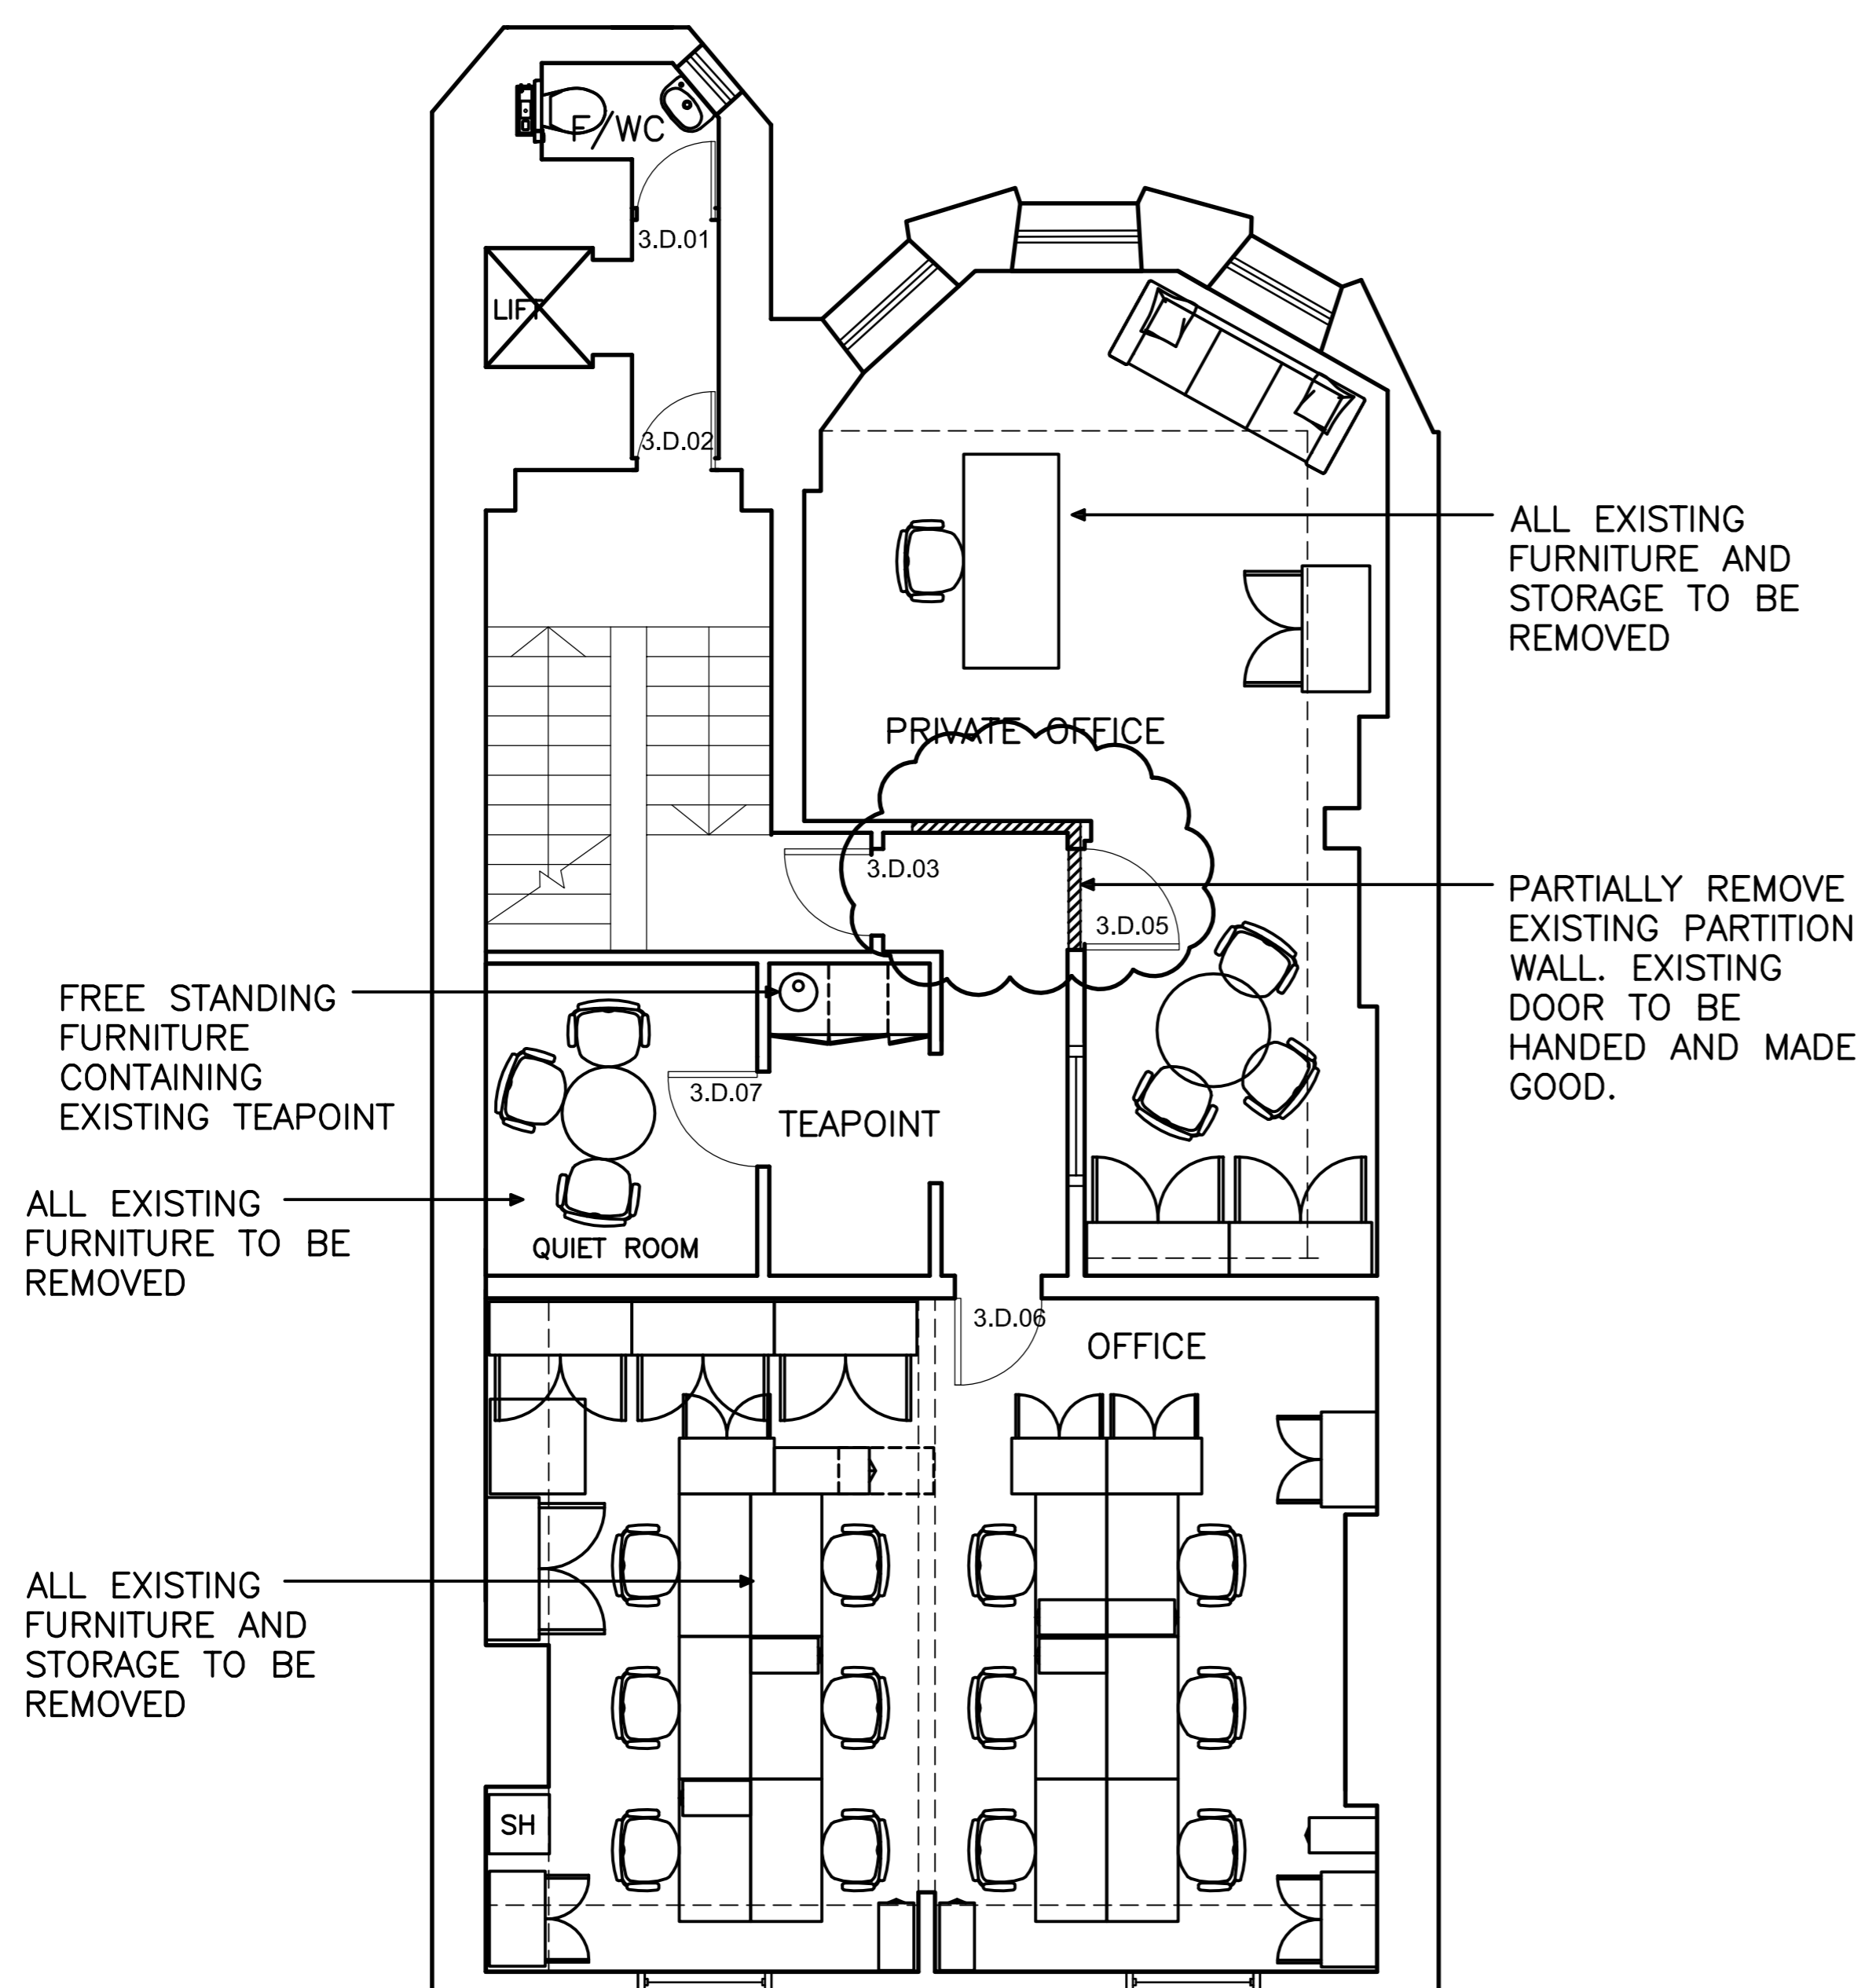 F/WC
3.D.01
LIFT
3.D.02
ALL EXISTING
FURNITURE AND
STORAGE TO BE
REMOVED
PRIVATE OFFICE
3.D.03
PARTIALLY REMOVE
EXISTING PARTITION
WALL. EXISTING
DOOR TO BE
HANDED AND MADE
GOOD.
3.D.05
FREE STANDING
FURNITURE
CONTAINING
EXISTING TEAPOINT
3.D.07
TEAPOINT
ALL EXISTING
FURNITURE TO BE
REMOVED
QUIET ROOM
3.D.06
OFFICE
ALL EXISTING
FURNITURE AND
STORAGE TO BE
REMOVED
SH